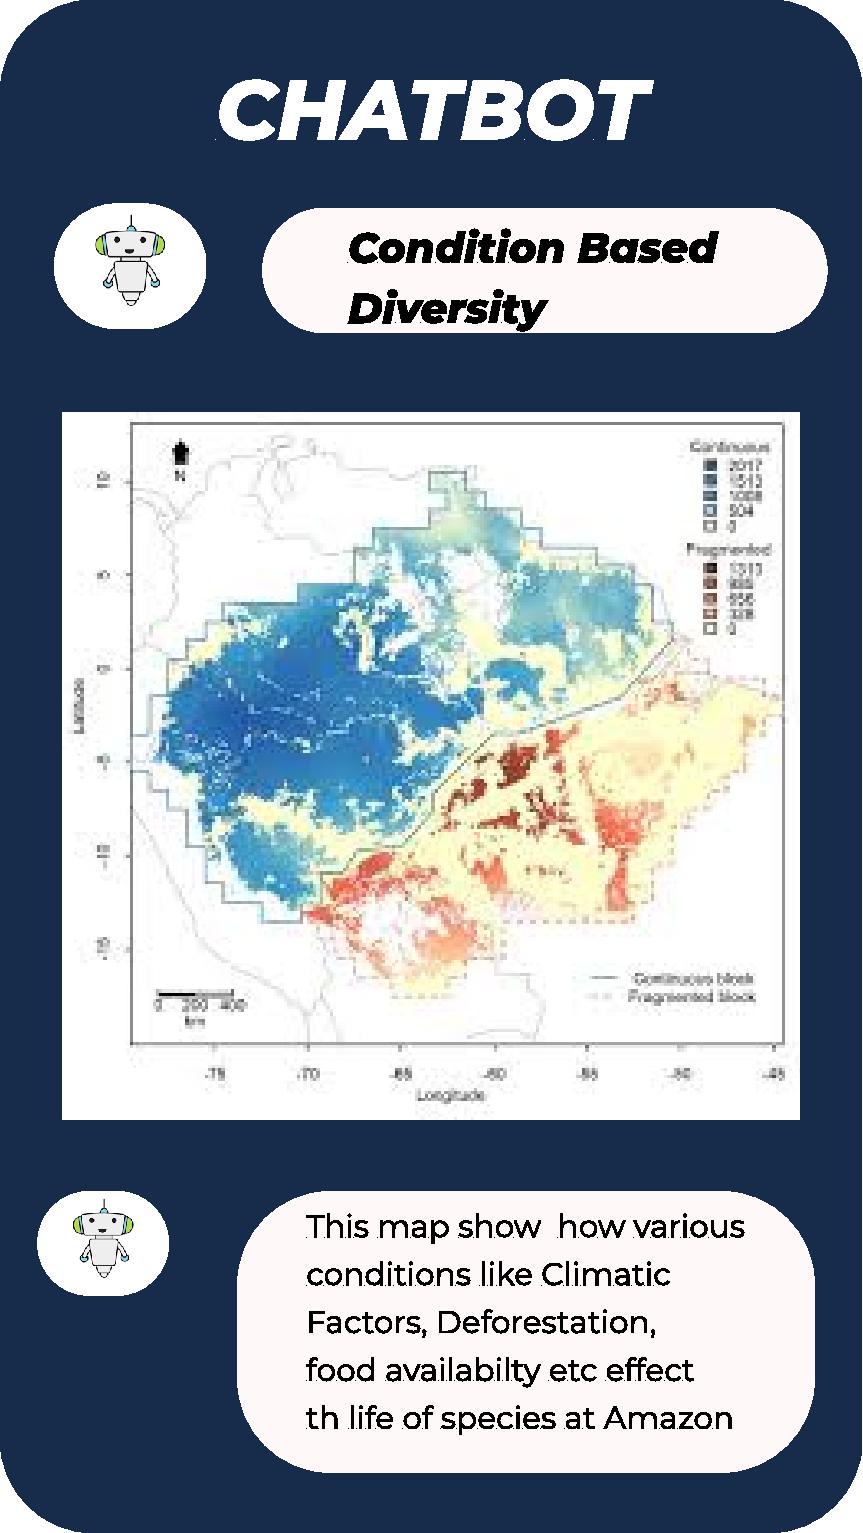 CHATBOT
Condition Based
Diversity
Continuous
2017
1513
1008
504
0
Fragmented
1313
656
328
0
N
10
5
0
-5
-10
-15
Latitude
0 200 400
km
Continuous block
Fragmented block
-75 -70 -65 -60 -55 -50 -45
Longitude
This map show how various
conditions like Climatic
Factors, Deforestation,
food availabilty etc effect
th life of species at Amazon